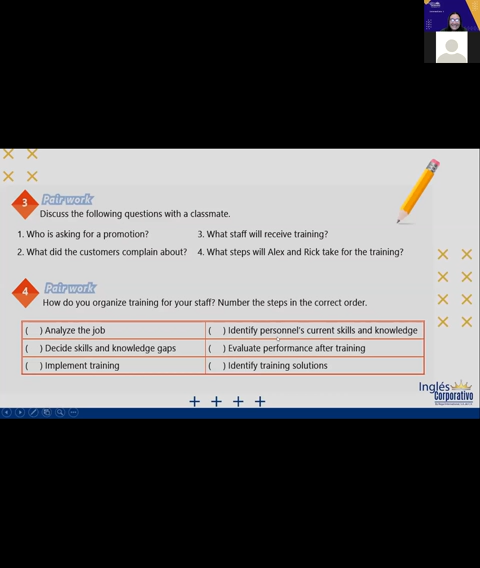 3 Pair work
Discuss the following questions with a classmate.
1. Who is asking for a promotion?
3. What staff will receive training?
2. What did the customers complain about?
4. What steps will Alex and Rick take for the training?
4 Pair work
How do you organize training for your staff? Number the steps in the correct order.
( ) Analyze the job
( ) Identify personnel's current skills and knowledge
( ) Decide skills and knowledge gaps
( ) Evaluate performance after training
( ) Implement training
( ) Identify training solutions
Inglés
Corporativo